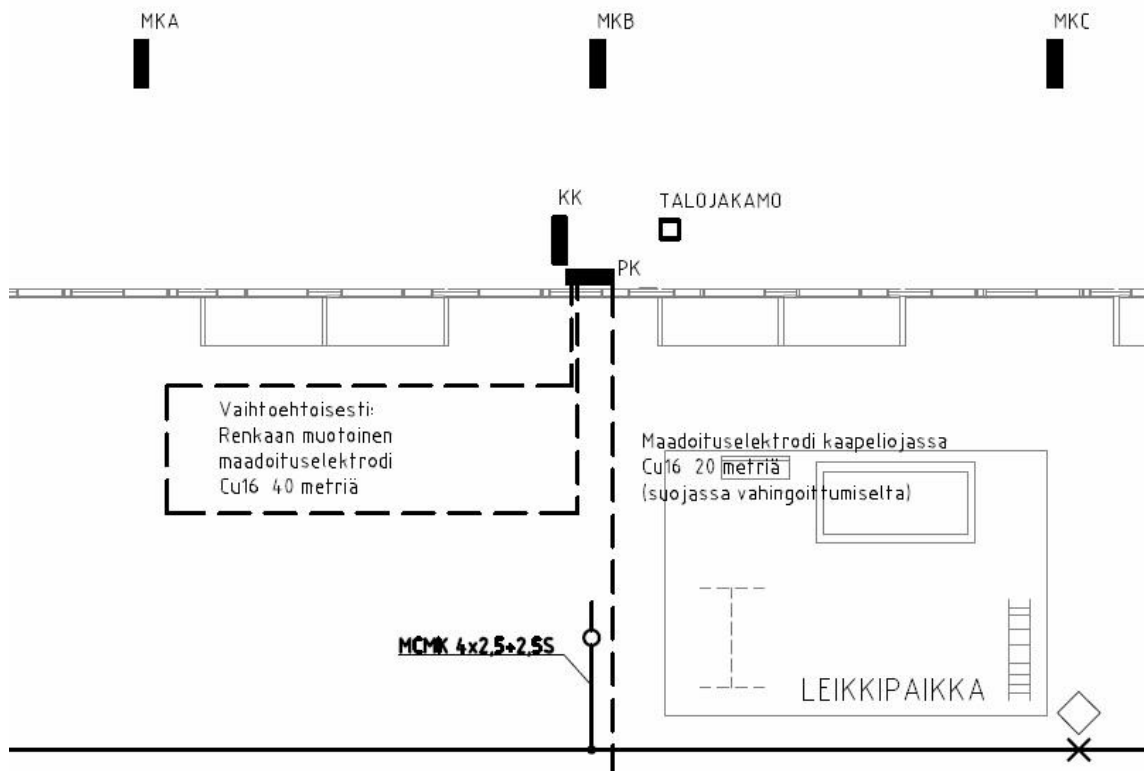 MKA
MKB
MKC
KK
TALOJAKAMO
PK
Vaihtoehtoisesti:
Renkaan muotoinen
maadoituselektrodi
Cu16 40 metriä
Maadoituselektrodi kaapeliojassa
Cu16 20 metriä
(suojassa vahingoittumiselta)
MCMK 4x2,5+2,5S
LEIKKIPAIKKA